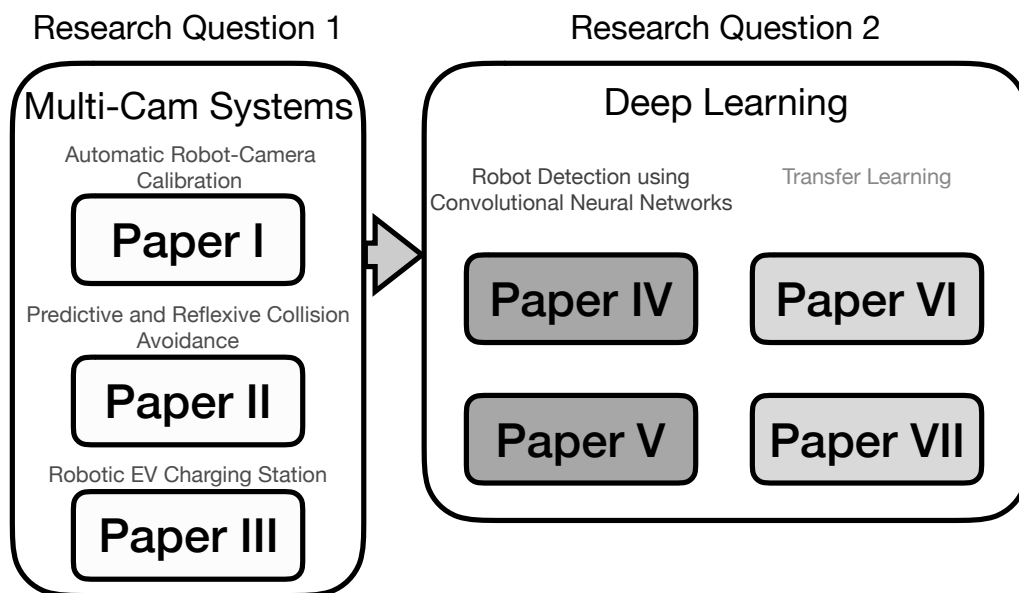 Research Question 1
Multi-Cam Systems
Automatic Robot-Camera
Calibration
Paper I
Predictive and Reflexive Collision
Avoidance
Paper II
Robotic EV Charging Station
Paper III
Research Question 2
Deep Learning
Robot Detection using
Convolutional Neural Networks
Paper IV
Paper V
Transfer Learning
Paper VI
Paper VII